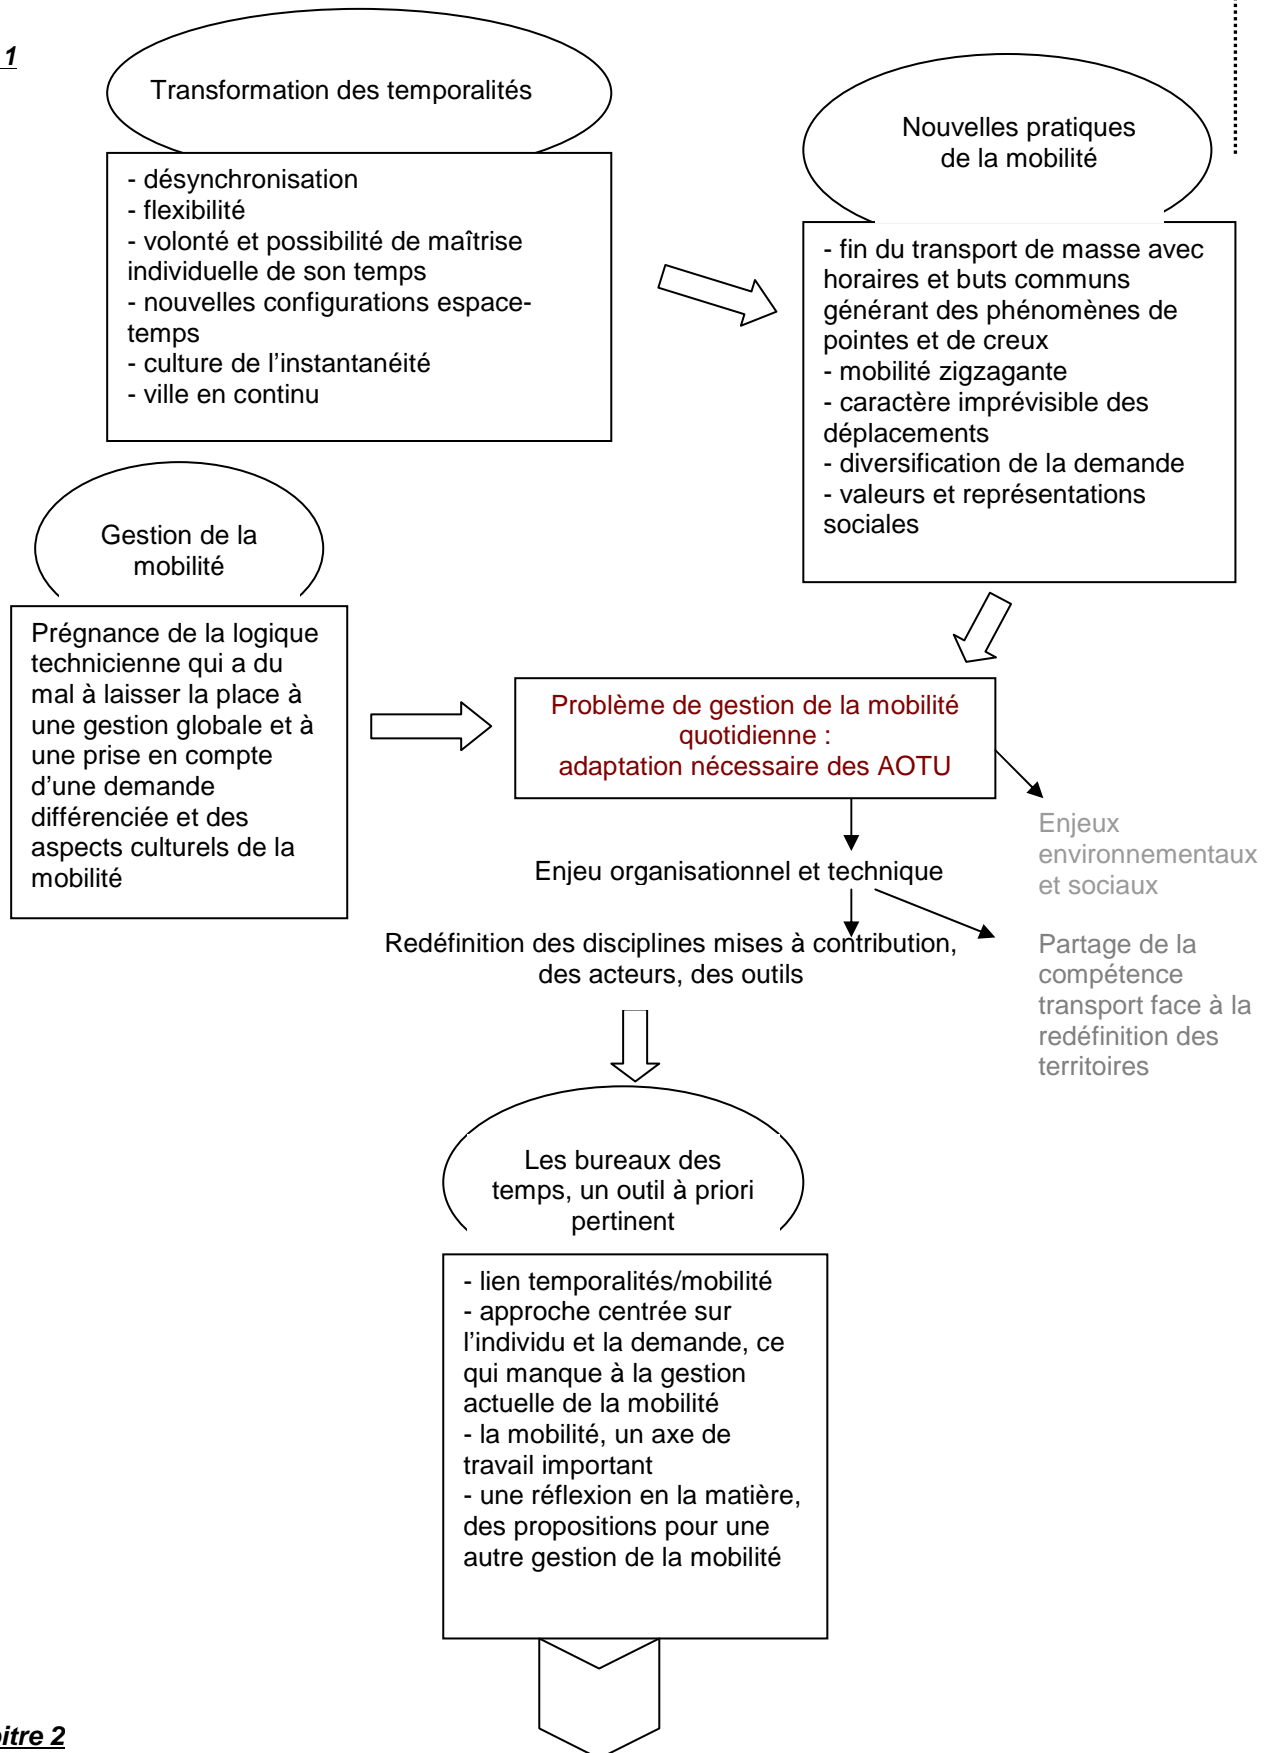 1
Transformation des temporalités
- désynchronisation
- flexibilité
- volonté et possibilité de maîtrise
individuelle de son temps
- nouvelles configurations espace-
temps
- culture de l’instantanéité
- ville en continu
Nouvelles pratiques
de la mobilité
- fin du transport de masse avec
horaires et buts communs
générant des phénomènes de
pointes et de creux
- mobilité zigzagante
- caractère imprévisible des
déplacements
- diversification de la demande
- valeurs et représentations
sociales
Gestion de la
mobilité
Prégnance de la logique
technicienne qui a du
mal à laisser la place à
une gestion globale et à
une prise en compte
d’une demande
différenciée et des
aspects culturels de la
mobilité
Problème de gestion de la mobilité
quotidienne :
adaptation nécessaire des AOTU
Enjeux
environnementaux
et sociaux
Enjeu organisationnel et technique
Redéfinition des disciplines mises à contribution,
des acteurs, des outils
Partage de la
compétence
transport face à la
redéfinition des
territoires
Les bureaux des
temps, un outil à priori
pertinent
- lien temporalités/mobilité
- approche centrée sur
l’individu et la demande, ce
qui manque à la gestion
actuelle de la mobilité
- la mobilité, un axe de
travail important
- une réflexion en la matière,
des propositions pour une
autre gestion de la mobilité
itre 2